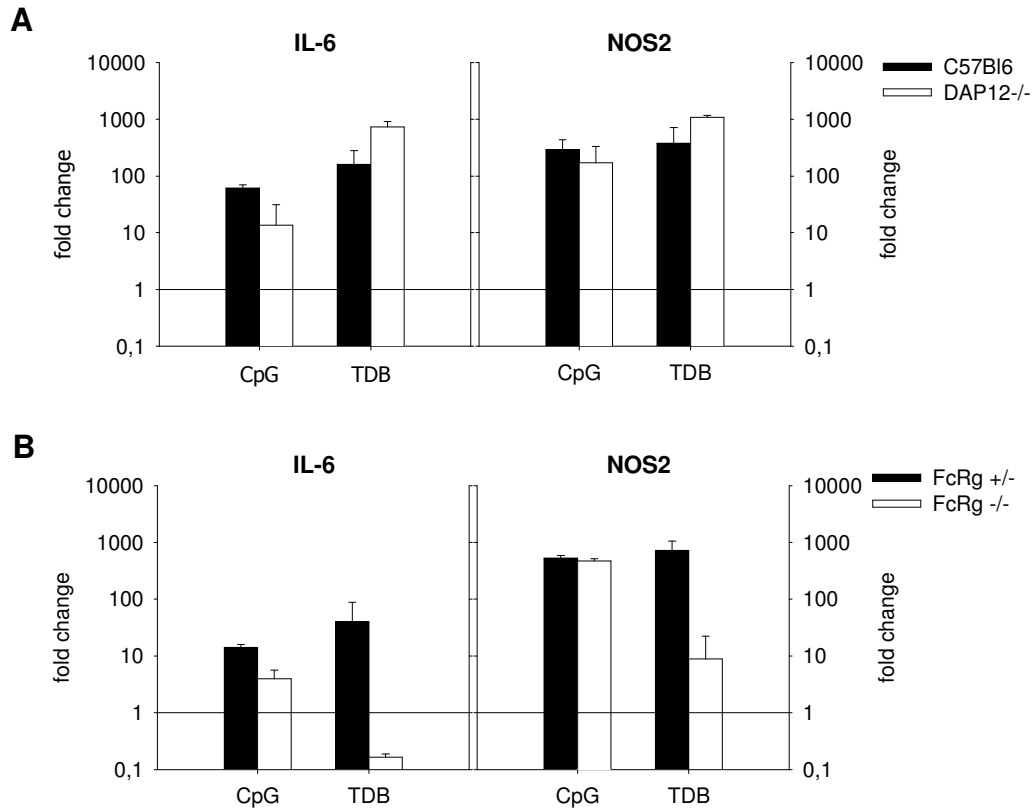 A
IL-6
NOS2
C57Bl6
DAP12-/-
fold change
10000
1000
100
10
1
0,1
CpG
TDB
CpG
TDB
10000
1000
100
10
1
0,1
fold change
B
IL-6
NOS2
FcRg +/-
FcRg -/-
fold change
10000
1000
100
10
1
0,1
CpG
TDB
CpG
TDB
10000
1000
100
10
1
0,1
fold change